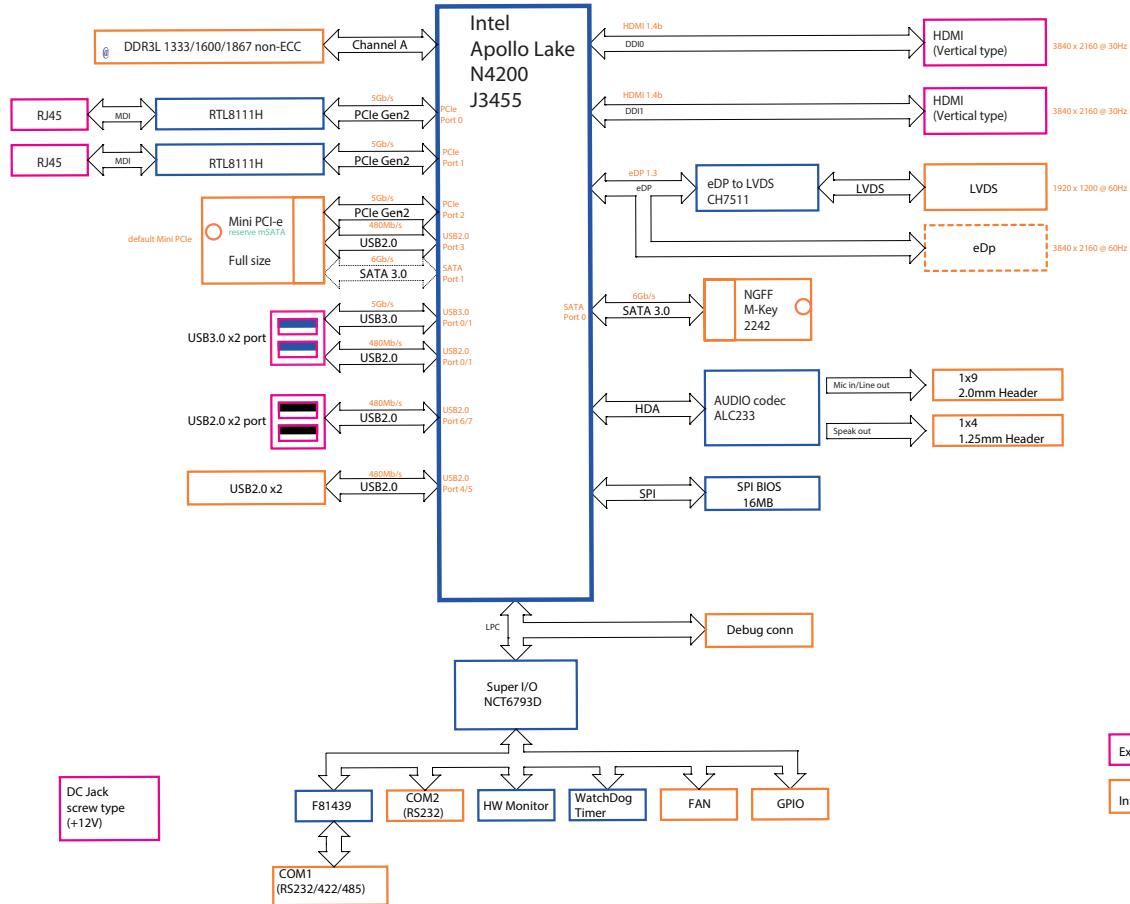 Intel
Apollo Lake
N4200
J3455
DDR3L 1333/1600/1867 non-ECC
Channel A
RJ45
MDI
RTL8111H
5Gb/s
PCIe Gen2
PCIe
Port 0
RJ45
MDI
RTL8111H
5Gb/s
PCIe Gen2
PCIe
Port 1
default Mini PCIe
Mini PCI-e
reserve mSATA
Full size
5Gb/s
PCIe Gen2
PCIe
Port 2
480Mb/s
USB2.0
USB2.0
Port 3
6Gb/s
SATA 3.0
SATA
Port 1
USB3.0 x2 port
5Gb/s
USB3.0
USB3.0
Port 0/1
480Mb/s
USB2.0
USB2.0
Port 0/1
USB2.0 x2 port
480Mb/s
USB2.0
USB2.0
Port 6/7
USB2.0 x2
480Mb/s
USB2.0
USB2.0
Port 4/5
HDMI 1.4b
DDI0
HDMI
(Vertical type)
3840 x 2160 @ 30Hz
HDMI 1.4b
DDI1
HDMI
(Vertical type)
3840 x 2160 @ 30Hz
eDP 1.3
eDP
eDP to LVDS
CH7511
LVDS
LVDS
1920 x 1200 @ 60Hz
eDp
3840 x 2160 @ 60Hz
SATA
Port 0
6Gb/s
SATA 3.0
NGFF
M-Key
2242
HDA
AUDIO codec
ALC233
Mic in/Line out
1x9
2.0mm Header
Speak out
1x4
1.25mm Header
SPI
SPI BIOS
16MB
LPC
Debug conn
Super I/O
NCT6793D
F81439
COM2
(RS232)
HW Monitor
WatchDog
Timer
FAN
GPIO
COM1
(RS232/422/485)
DC Jack
screw type
(+12V)